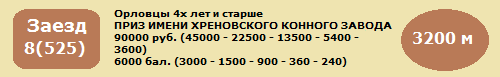 Заезд
8(525)
Орловцы 4х лет и старше
ПРИЗ ИМЕНИ ХРЕНОВСКОГО КОННОГО ЗАВОДА
90000 руб. (45000 - 22500 - 13500 - 5400 -
3600)
6000 бал. (3000 - 1500 - 900 - 360 - 240)
3200 м